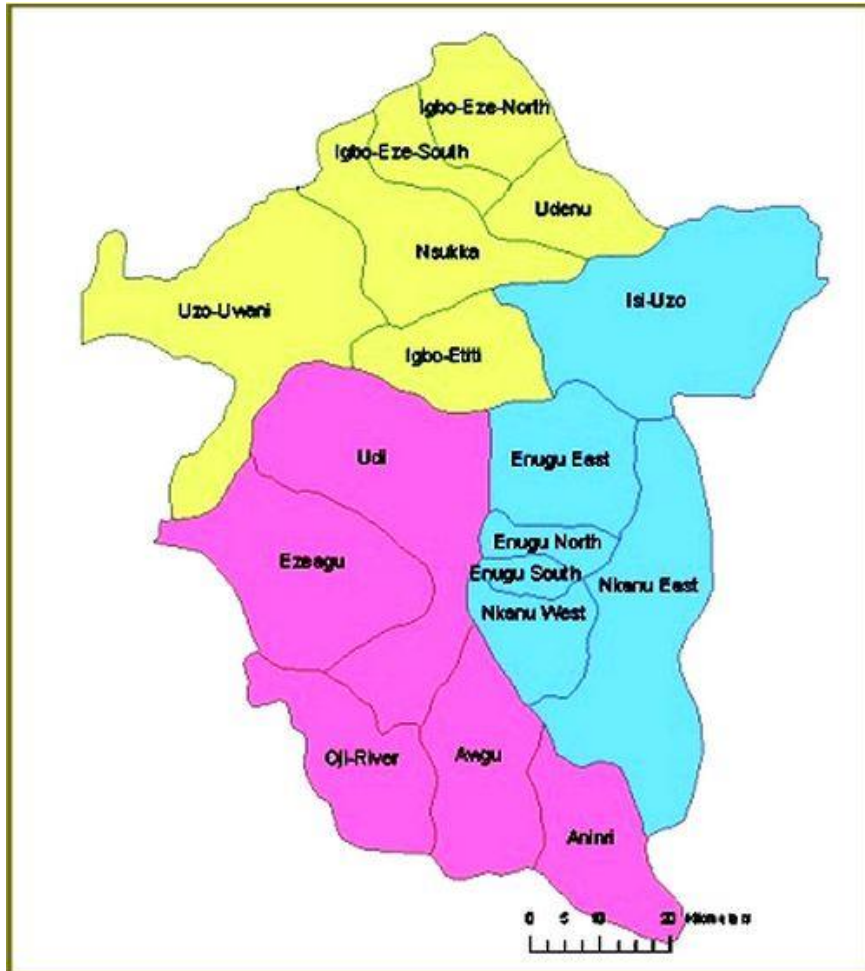 Igbo-Eze-North
Igbo-Eze-South
Udenu
Nsukka
Isi-Uzo
Uzo-Uwani
Igbo-Etiti
Udi
Enugu East
Enugu North
Ezeagu
Enugu South
Nkanu East
Nkanu West
Oji-River
Awgu
Aninri
0 5 10 20 Kilometers